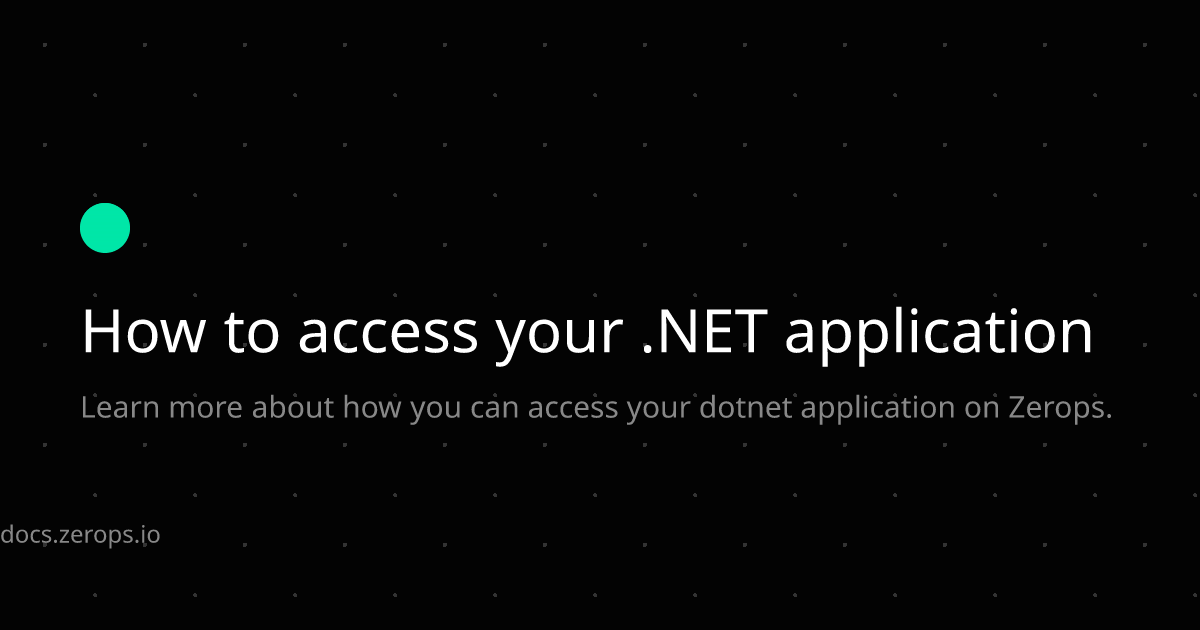 How to access your .NET application
Learn more about how you can access your dotnet application on Zerops.
docs.zerops.io